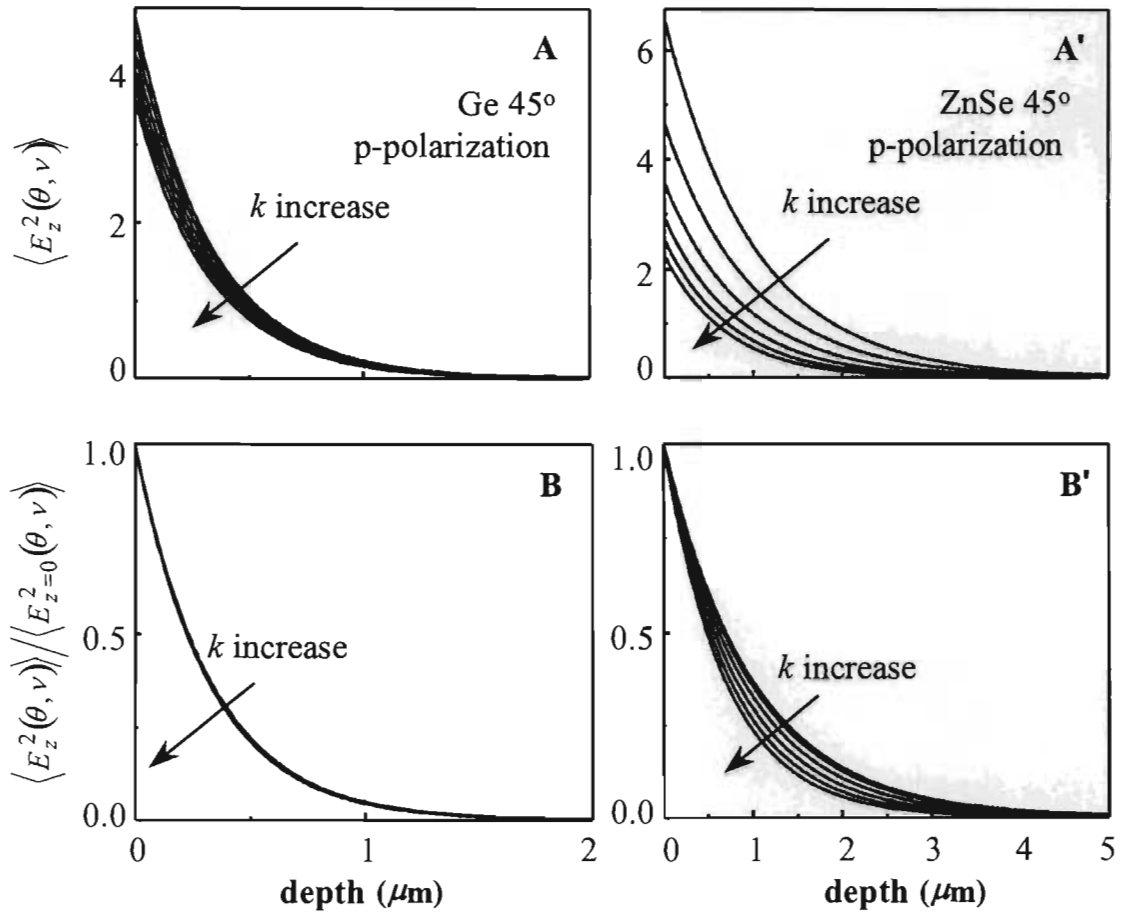 A
Ge 45°
p-polarization
k increase
4
2
0
⟨E_z^2(θ, ν)⟩
A'
ZnSe 45°
p-polarization
k increase
6
4
2
0
B
k increase
1.0
0.5
0.0
⟨E_z^2(θ, ν)⟩/⟨E_{z=0}^2(θ, ν)⟩
0 1 2
depth (μm)
B'
k increase
1.0
0.5
0.0
0 1 2 3 4 5
depth (μm)